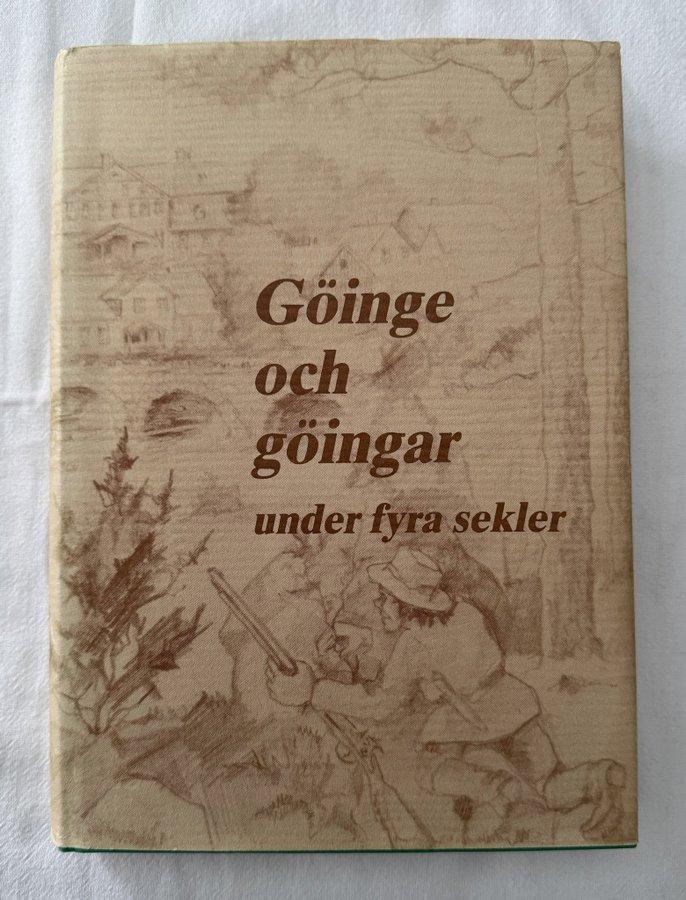 Göinge
och
göingar
under fyra sekler